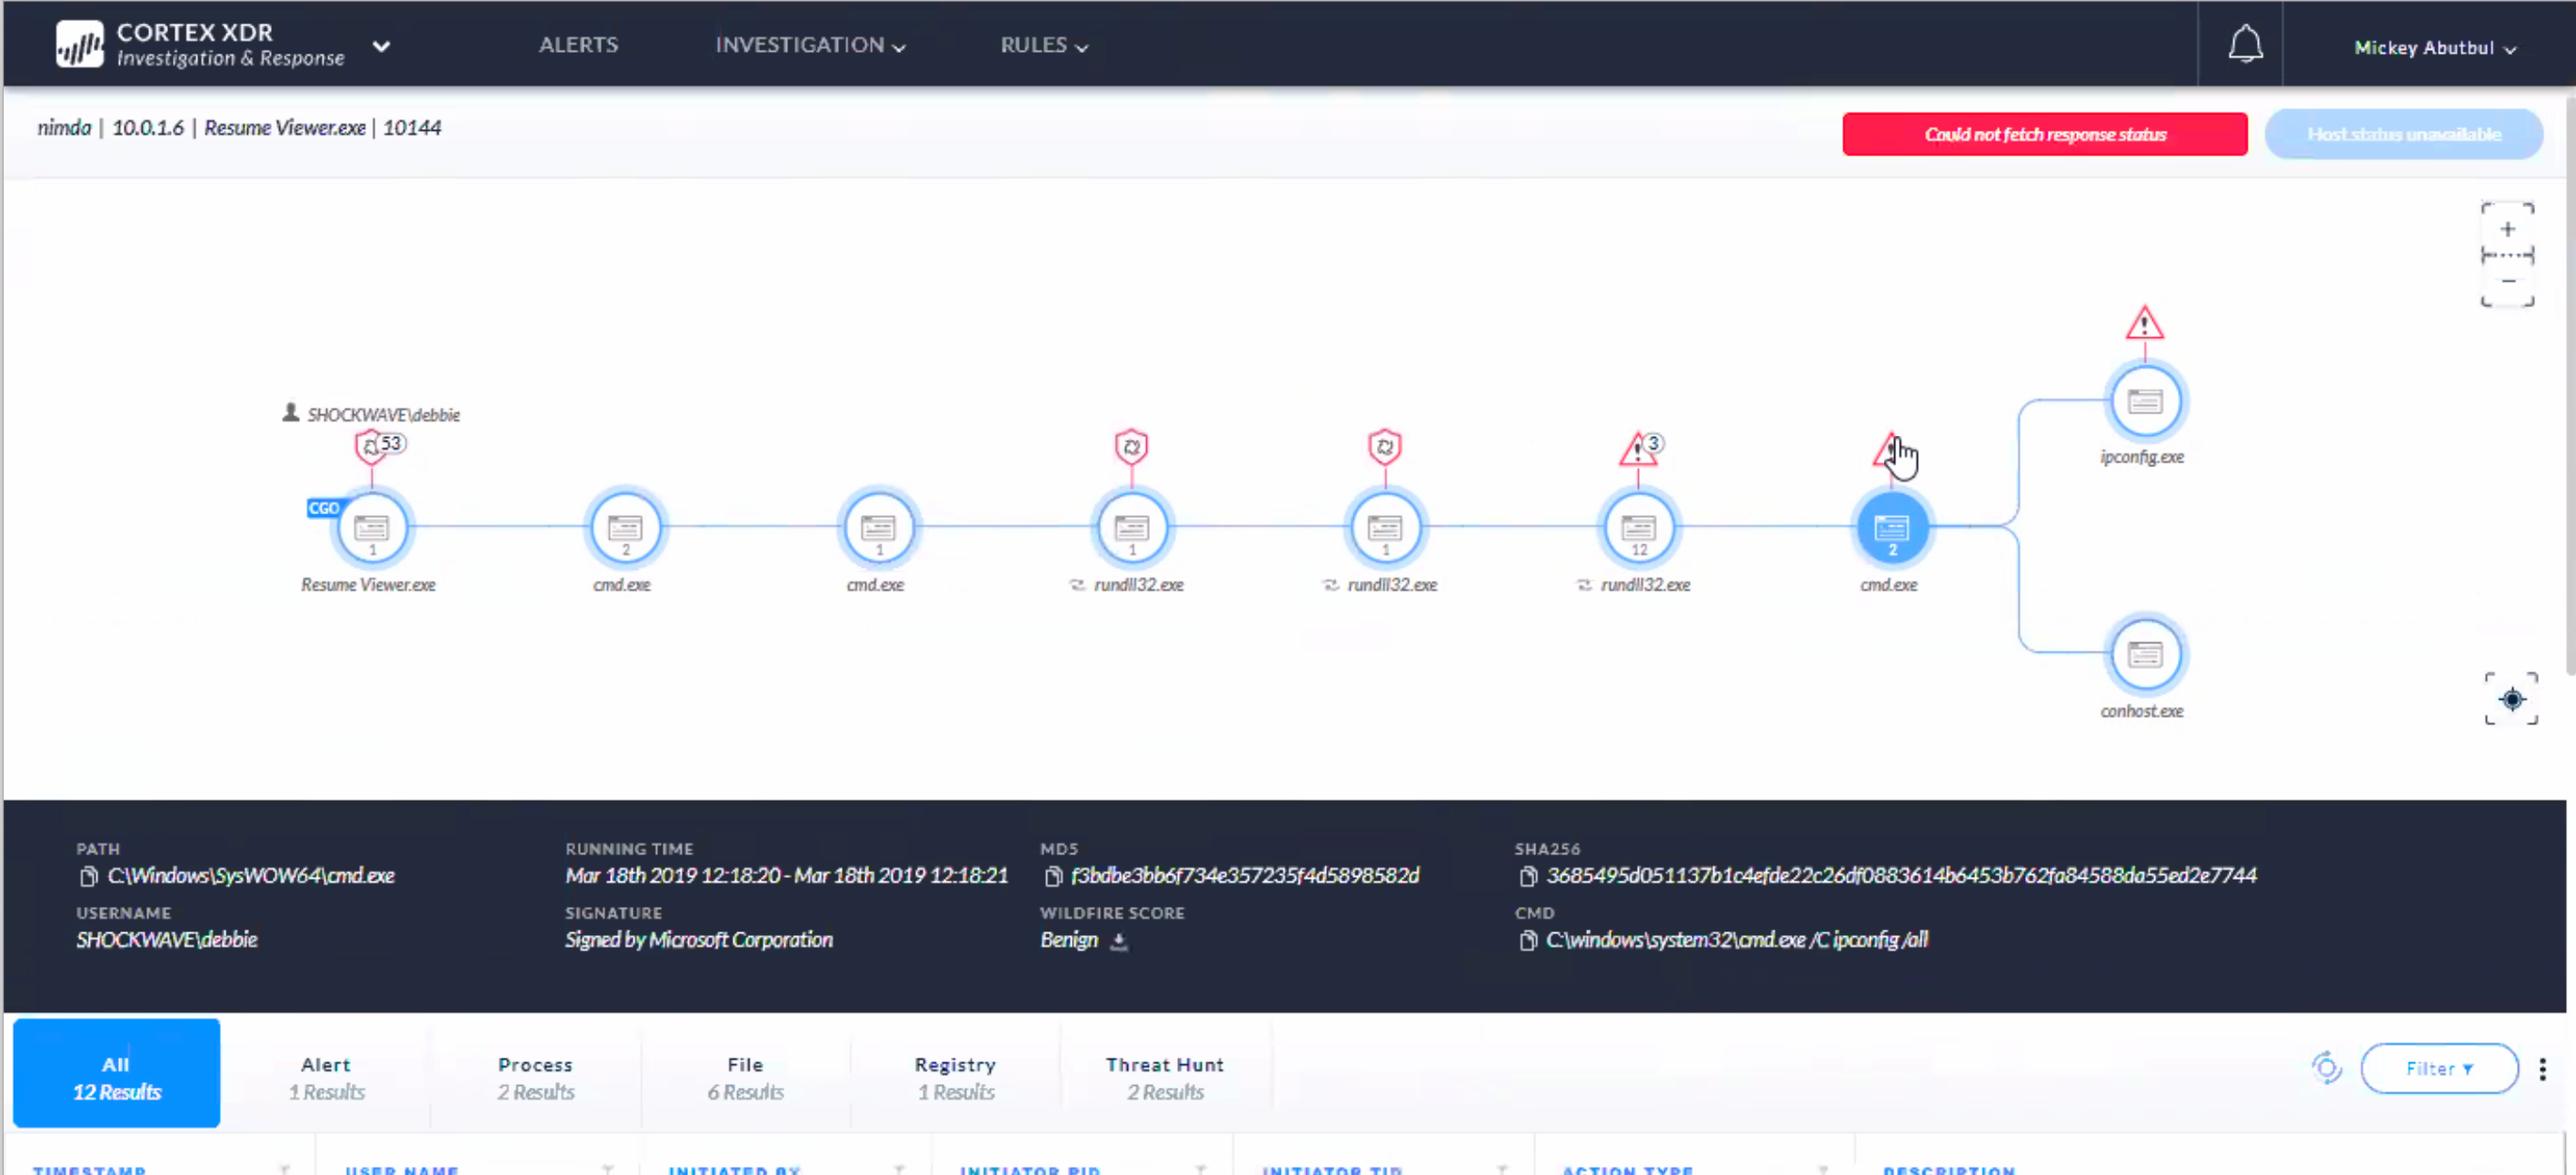 CORTEX XDR
Investigation & Response
ALERTS
INVESTIGATION
RULES
Mickey Abutbul
nimda | 10.0.1.6 | Resume Viewer.exe | 10144
Could not fetch response status
Host status unavailable
SHOCKWAVE\debbie
53
3
CGO
1
2
1
1
1
12
2
Resume Viewer.exe
cmd.exe
cmd.exe
rundll32.exe
rundll32.exe
rundll32.exe
cmd.exe
ipconfig.exe
conhost.exe
PATH
C:\Windows\SysWOW64\cmd.exe
RUNNING TIME
Mar 18th 2019 12:18:20 - Mar 18th 2019 12:18:21
MD5
f3bdbe3bb6f734e357235f4d5898582d
SHA256
3685495d051137b1c4efde22c26df0883614b6453b762fa84588da55ed2e7744
USERNAME
SHOCKWAVE\debbie
SIGNATURE
Signed by Microsoft Corporation
WILDFIRE SCORE
Benign
CMD
C:\windows\system32\cmd.exe /C ipconfig /all
All
12 Results
Alert
1 Results
Process
2 Results
File
6 Results
Registry
1 Results
Threat Hunt
2 Results
Filter
TIMESTAMP
USER NAME
INITIATED BY
INITIATOR PID
INITIATOR TID
ACTION TYPE
DESCRIPTION